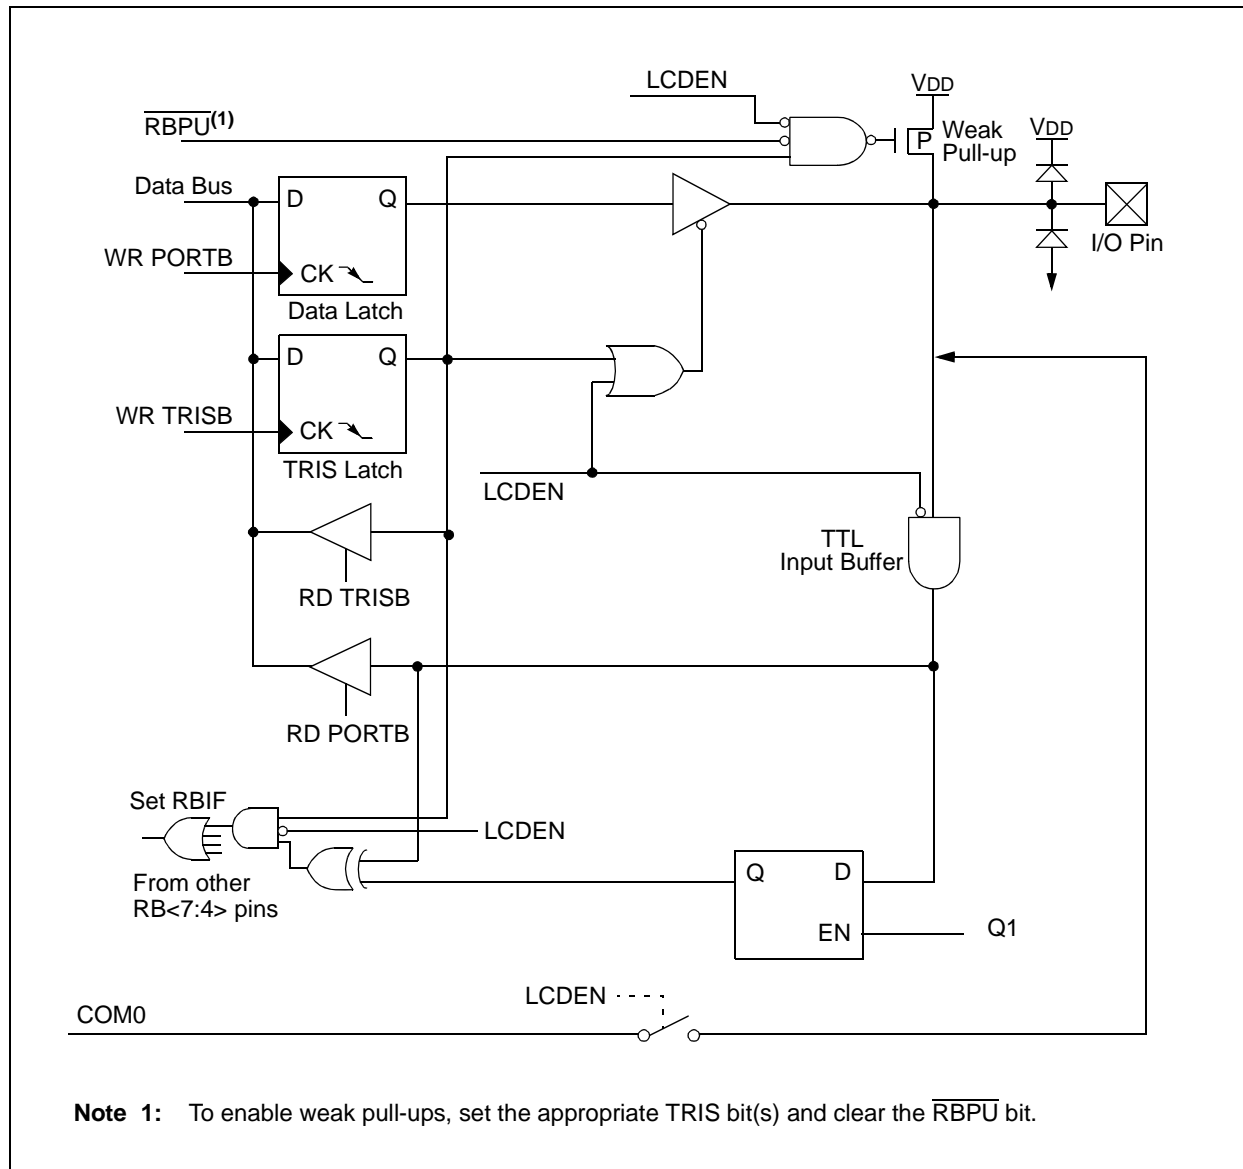 LCDEN
VDD
RBPU(1)
P
Weak
Pull-up
VDD
Data Bus
D
Q
I/O Pin
WR PORTB
CK
Data Latch
D
Q
WR TRISB
CK
TRIS Latch
LCDEN
TTL
Input Buffer
RD TRISB
RD PORTB
Set RBIF
LCDEN
From other
RB<7:4> pins
Q
D
EN
Q1
LCDEN
COM0
Note 1: To enable weak pull-ups, set the appropriate TRIS bit(s) and clear the RBPU bit.